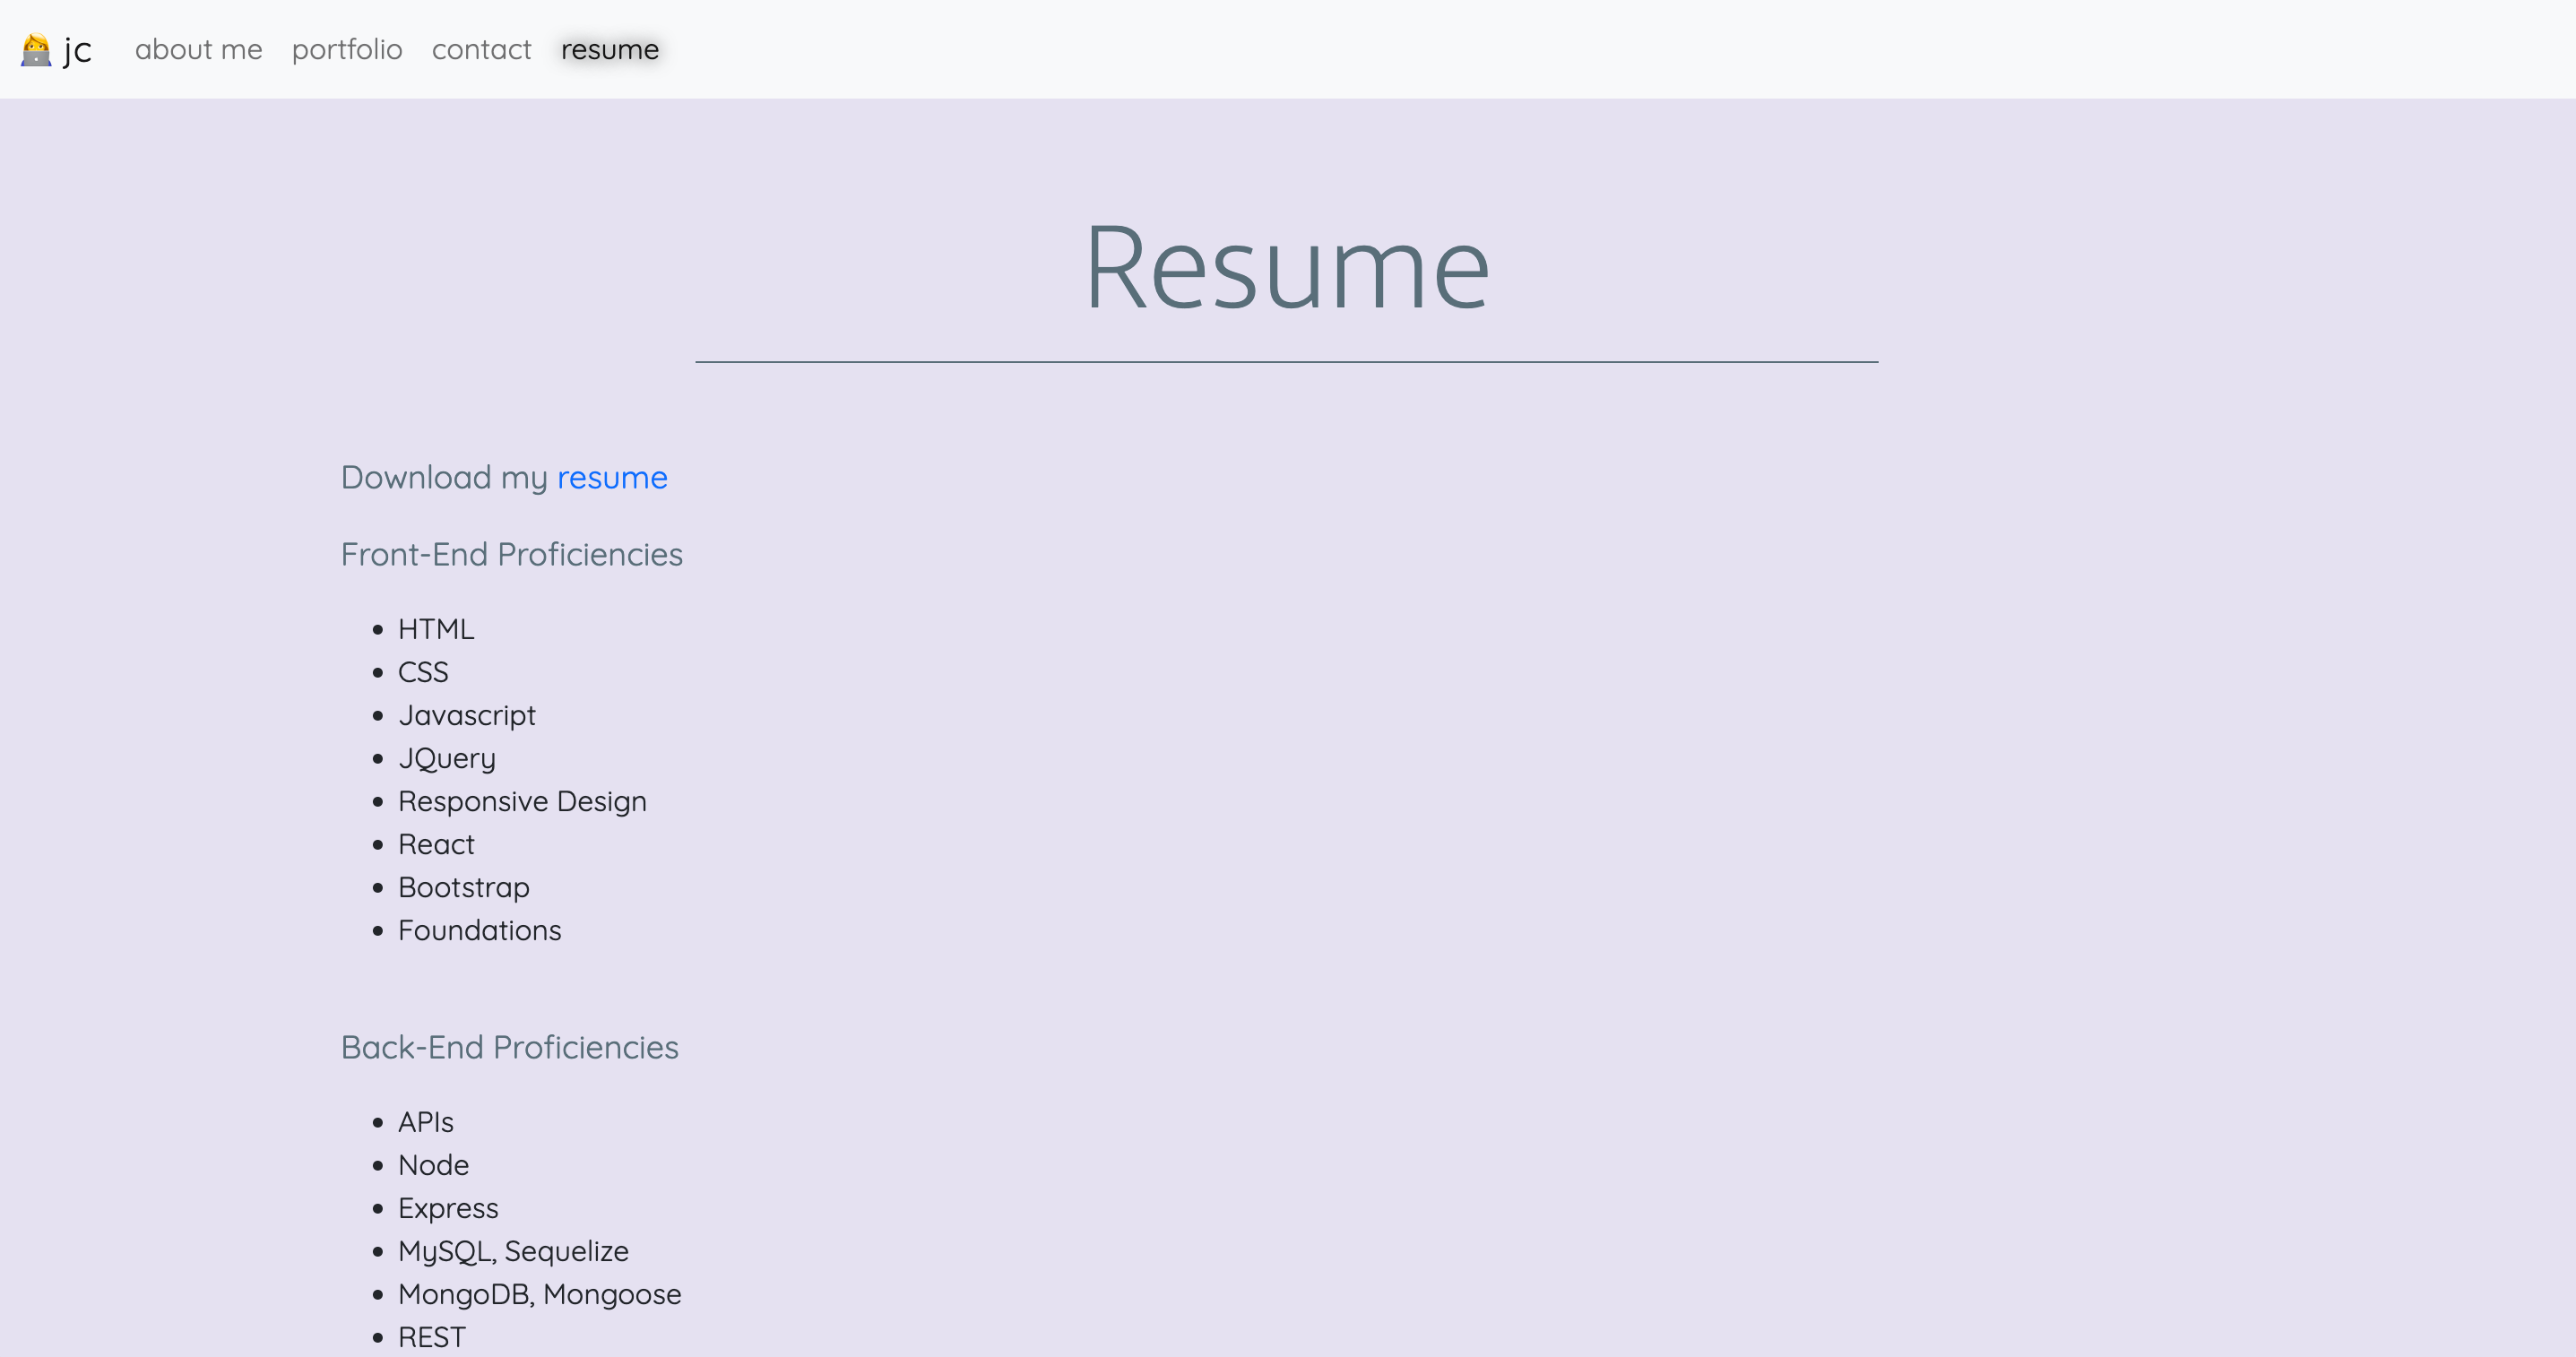 jc about me portfolio contact resume
Resume
Download my resume
Front-End Proficiencies
HTML
CSS
Javascript
JQuery
Responsive Design
React
Bootstrap
Foundations
Back-End Proficiencies
APIs
Node
Express
MySQL, Sequelize
MongoDB, Mongoose
REST